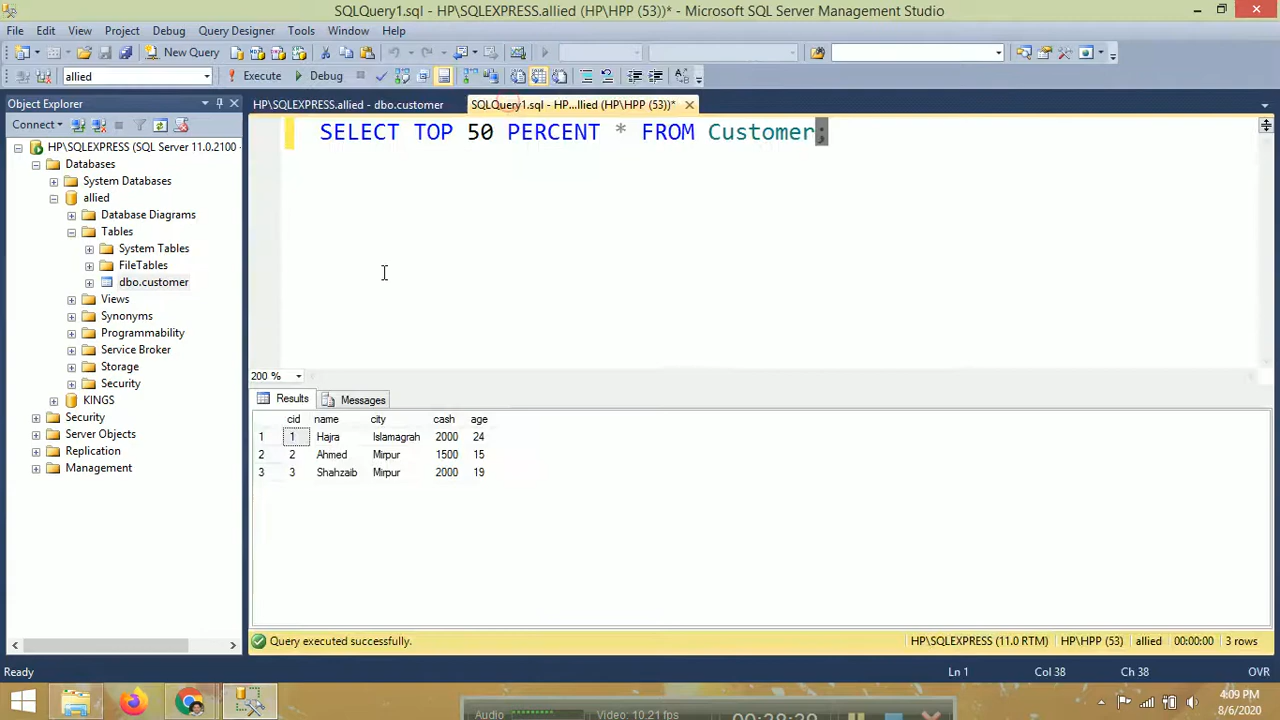 SQLQuery1.sql - HP\SQLEXPRESS.allied (HP\HPP (53))* - Microsoft SQL Server Management Studio
File Edit View Project Debug Query Designer Tools Window Help
New Query
allied Execute Debug
Object Explorer
HP\SQLEXPRESS.allied - dbo.customer SQLQuery1.sql - HP...llied (HP\HPP (53))*
Connect
SELECT TOP 50 PERCENT * FROM Customer;
HP\SQLEXPRESS (SQL Server 11.0.2100 -
Databases
System Databases
allied
Database Diagrams
Tables
System Tables
FileTables
dbo.customer
Views
Synonyms
Programmability
Service Broker
Storage
Security
KINGS
Security
Server Objects
Replication
Management
200 %
Results Messages
cid name city cash age
1 1 Hajra Islamagrah 2000 24
2 2 Ahmed Mirpur 1500 15
3 3 Shahzaib Mirpur 2000 19
Query executed successfully. HP\SQLEXPRESS (11.0 RTM) HP\HPP (53) allied 00:00:00 3 rows
Ready Ln 1 Col 38 Ch 38 OVR
4:09 PM
8/6/2020
Audio Video: 10.21 fps